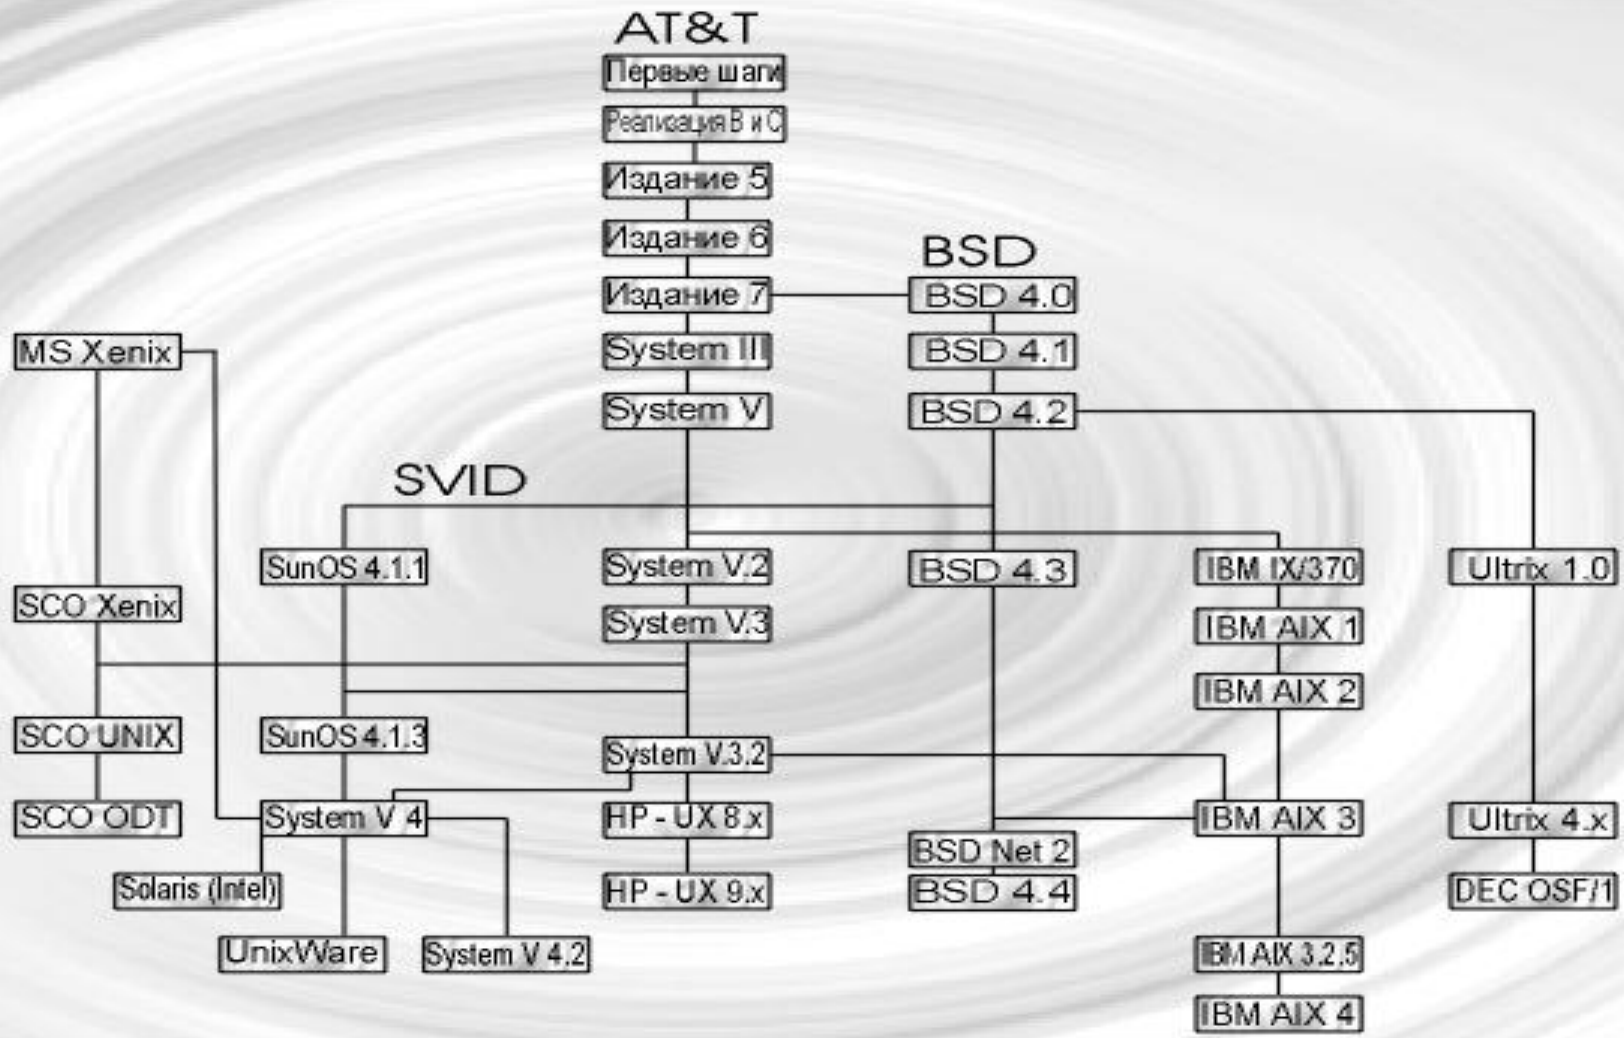 AT&T
Первые шаги
Реализация В и С
Издание 5
Издание 6
BSD
Издание 7
BSD 4.0
MS Xenix
System III
BSD 4.1
System V
BSD 4.2
SVID
SunOS 4.1.1
System V.2
BSD 4.3
IBM IX/370
Ultrix 1.0
SCO Xenix
System V.3
IBM AIX 1
IBM AIX 2
SCO UNIX
SunOS 4.1.3
System V.3.2
SCO ODT
System V 4
HP - UX 8.x
IBM AIX 3
Ultrix 4.x
BSD Net 2
Solaris (Intel)
HP - UX 9.x
BSD 4.4
DEC OSF/1
UnixWare
System V 4.2
IBM AIX 3.2.5
IBM AIX 4